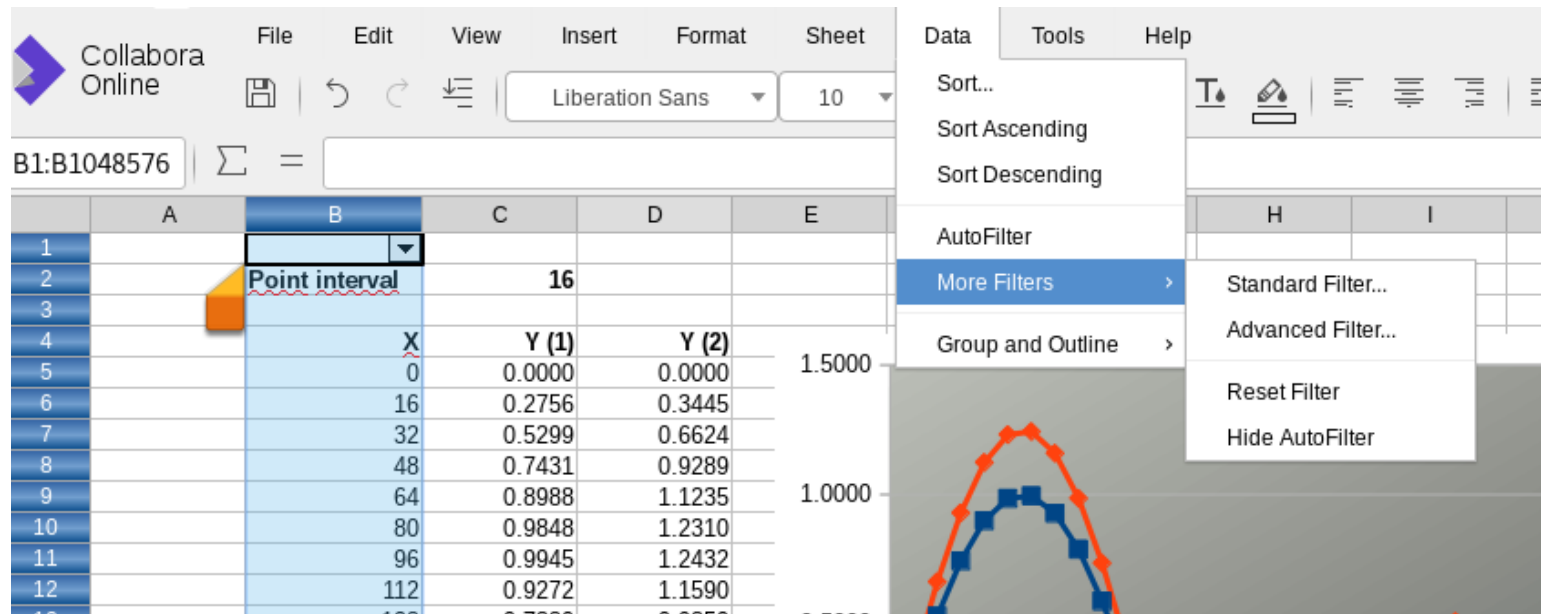 Collabora
Online
File Edit View Insert Format Sheet Data Tools Help
Liberation Sans 10
Sort...
Sort Ascending
Sort Descending
AutoFilter
More Filters
Group and Outline
Standard Filter...
Advanced Filter...
Reset Filter
Hide AutoFilter
B1:B1048576
A B C D E H I
1
2 Point interval 16
3
4 X Y (1) Y (2)
5 0 0.0000 0.0000
6 16 0.2756 0.3445
7 32 0.5299 0.6624
8 48 0.7431 0.9289
9 64 0.8988 1.1235
10 80 0.9848 1.2310
11 96 0.9945 1.2432
12 112 0.9272 1.1590
1.5000
1.0000